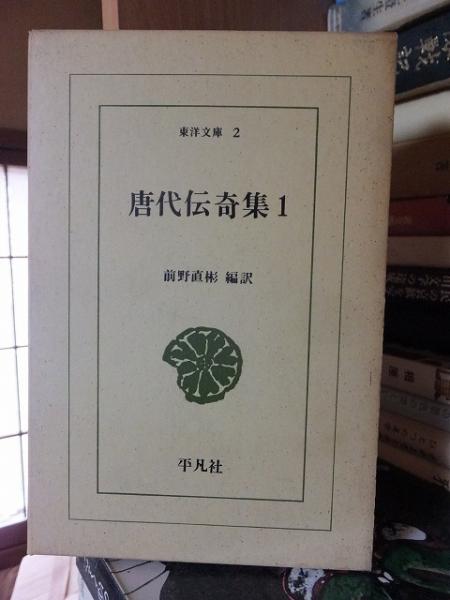 東洋文庫 2
唐代伝奇集 1
前野直彬 編訳
平凡社